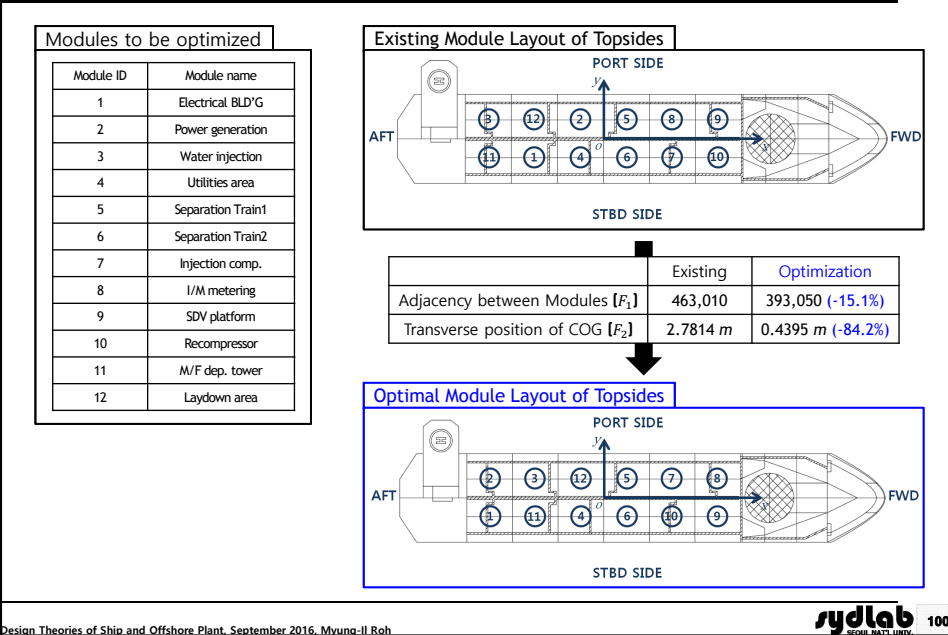 Modules to be optimized
Module ID Module name
1 Electrical BLD'G
2 Power generation
3 Water injection
4 Utilities area
5 Separation Train1
6 Separation Train2
7 Injection comp.
8 I/M metering
9 SDV platform
10 Recompressor
11 M/F dep. tower
12 Laydown area
Existing Module Layout of Topsides
PORT SIDE
y
3 12 2 5 8 9
AFT o x FWD
11 1 4 6 7 10
STBD SIDE
Existing Optimization
Adjacency between Modules [F₁] 463,010 393,050 (-15.1%)
Transverse position of COG [F₂] 2.7814 m 0.4395 m (-84.2%)
Optimal Module Layout of Topsides
PORT SIDE
y
2 3 12 5 7 8
AFT o x FWD
1 11 4 6 10 9
STBD SIDE
Design Theories of Ship and Offshore Plant, September 2016, Myung-Il Roh
sydlab
SEOUL NAT'L UNIV.